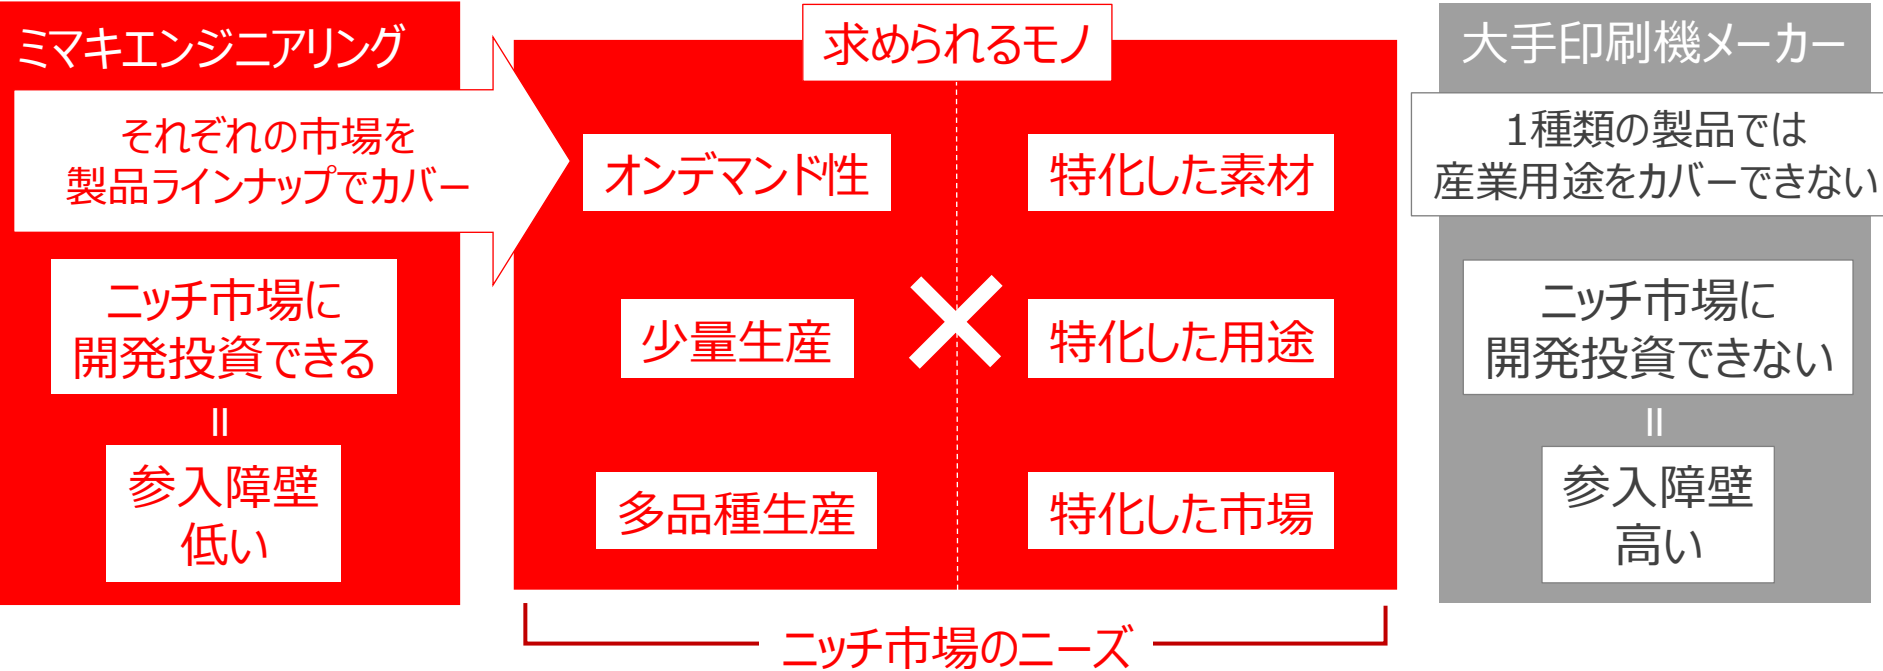 ミマキエンジニアリング
それぞれの市場を
製品ラインナップでカバー
ニッチ市場に
開発投資できる
=
参入障壁
低い
求められるモノ
オンデマンド性
特化した素材
少量生産
×
特化した用途
多品種生産
特化した市場
ニッチ市場のニーズ
大手印刷機メーカー
1種類の製品では
産業用途をカバーできない
ニッチ市場に
開発投資できない
=
参入障壁
高い